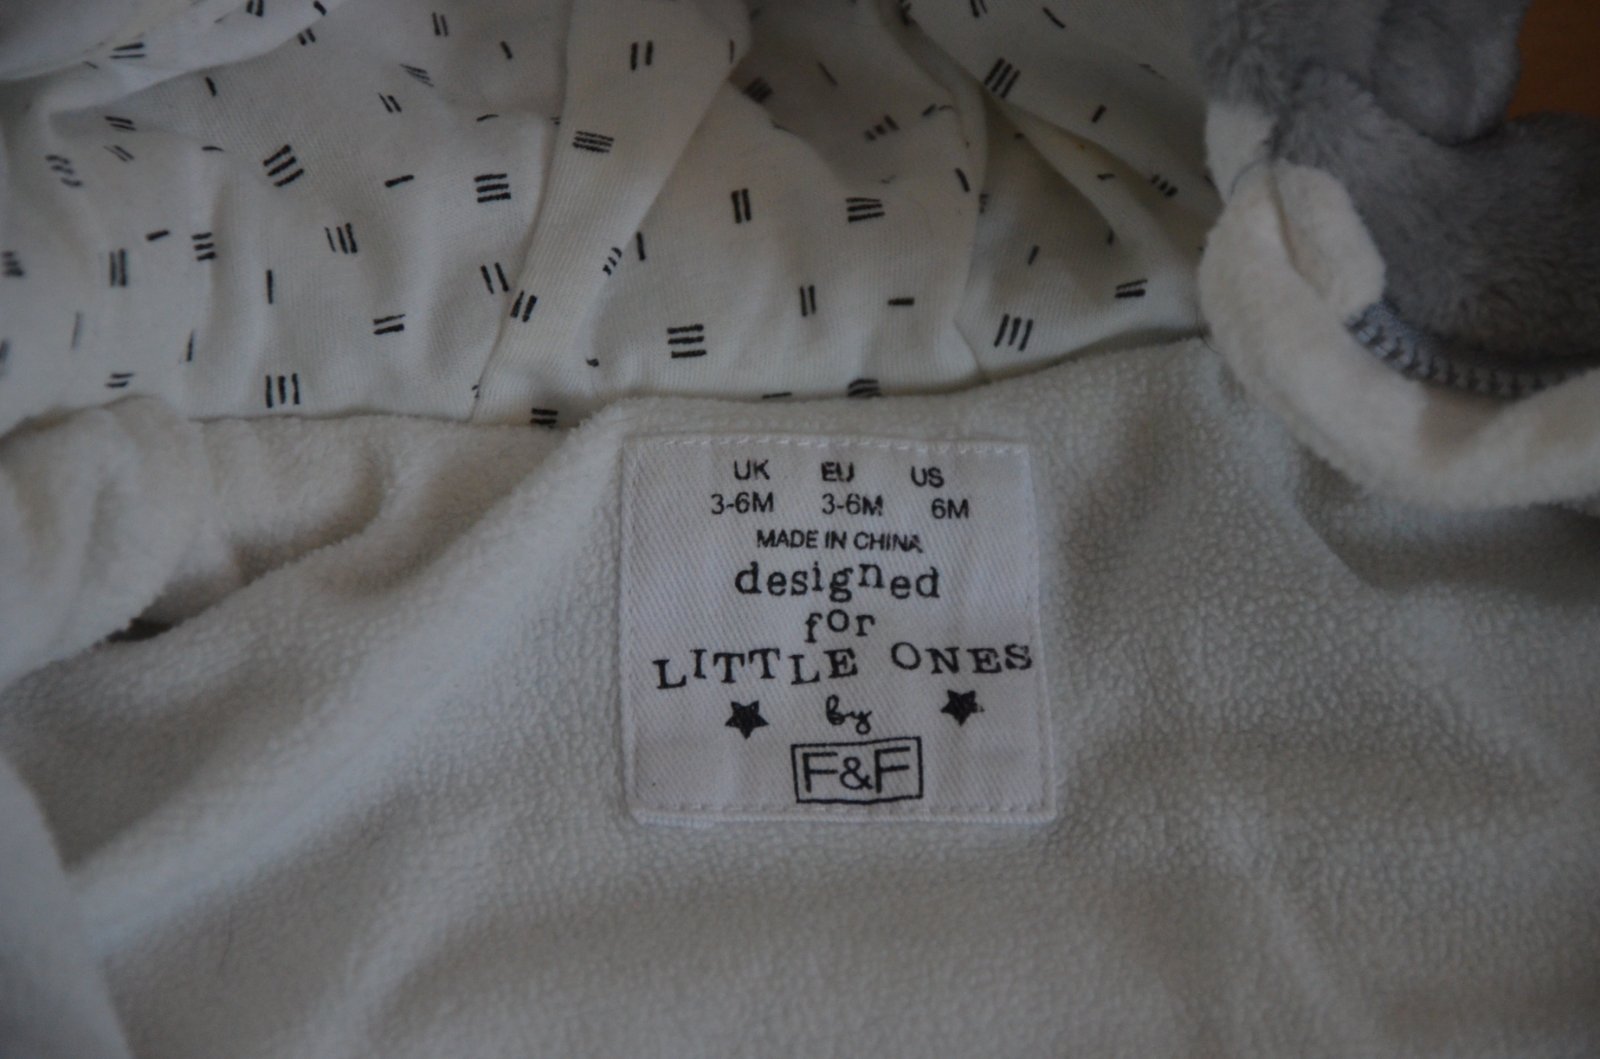 UK EU US
3-6M 3-6M 6M
MADE IN CHINA
designed
for
LITTLE ONES
by
F&F